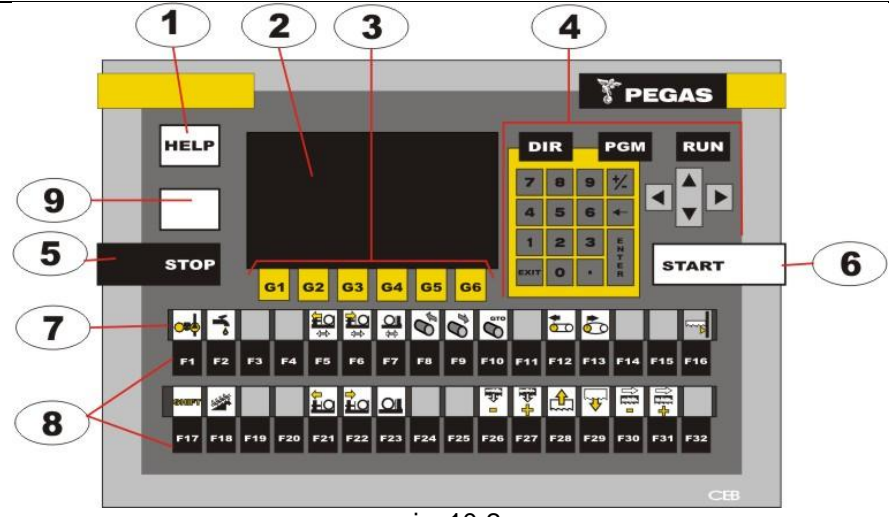 1 2 3 4
PEGAS
HELP
DIR PGM RUN
7 8 9 +/-
9
4 5 6 ←
5
STOP
1 2 3 ENTER
START
6
EXIT 0 .
G1 G2 G3 G4 G5 G6
7
GTO
F1 F2 F3 F4 F5 F6 F7 F8 F9 F10 F11 F12 F13 F14 F15 F16
8
SHIFT
- + - +
F17 F18 F19 F20 F21 F22 F23 F24 F25 F26 F27 F28 F29 F30 F31 F32
CEB